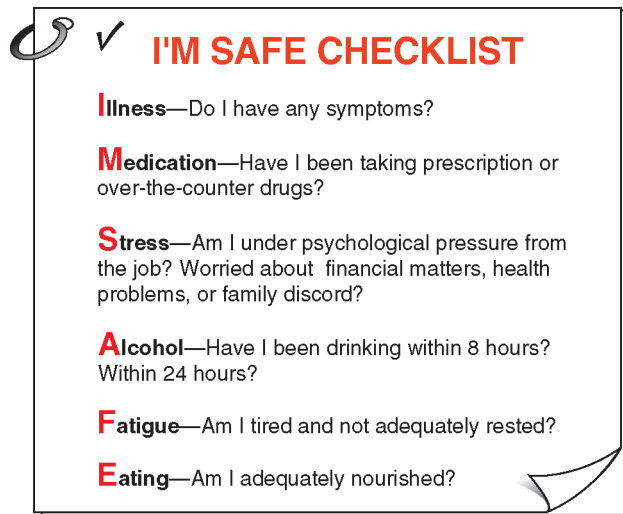 I'M SAFE CHECKLIST
Illness—Do I have any symptoms?
Medication—Have I been taking prescription or
over-the-counter drugs?
Stress—Am I under psychological pressure from
the job? Worried about financial matters, health
problems, or family discord?
Alcohol—Have I been drinking within 8 hours?
Within 24 hours?
Fatigue—Am I tired and not adequately rested?
Eating—Am I adequately nourished?